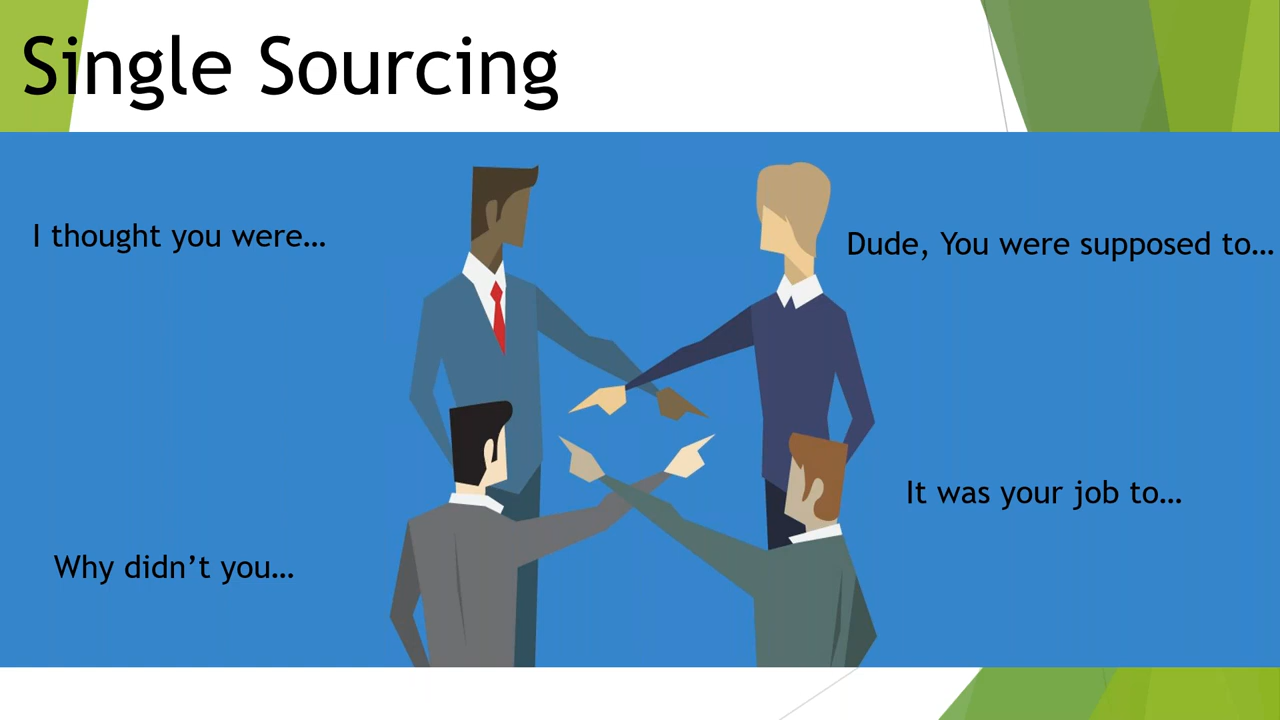 Single Sourcing
I thought you were…
Dude, You were supposed to…
It was your job to…
Why didn’t you…